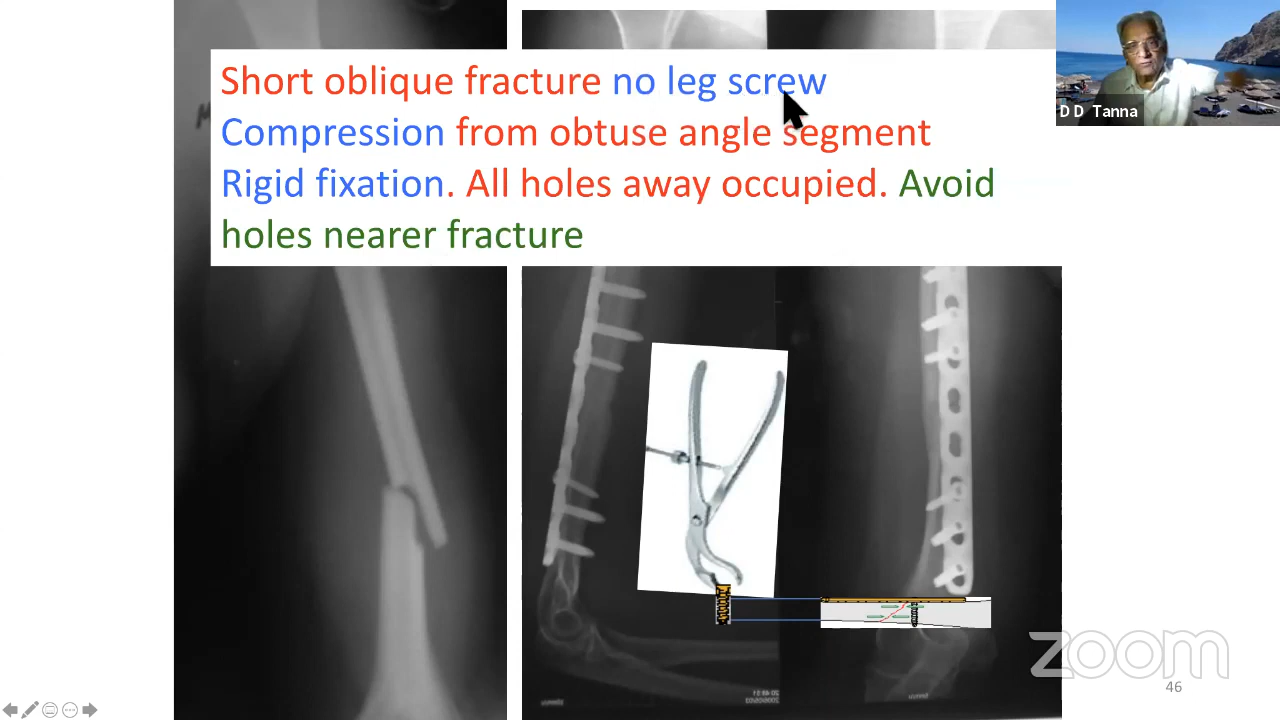 Short oblique fracture no leg screw
Compression from obtuse angle segment
Rigid fixation. All holes away occupied. Avoid
holes nearer fracture
D D Tanna
zoom
46